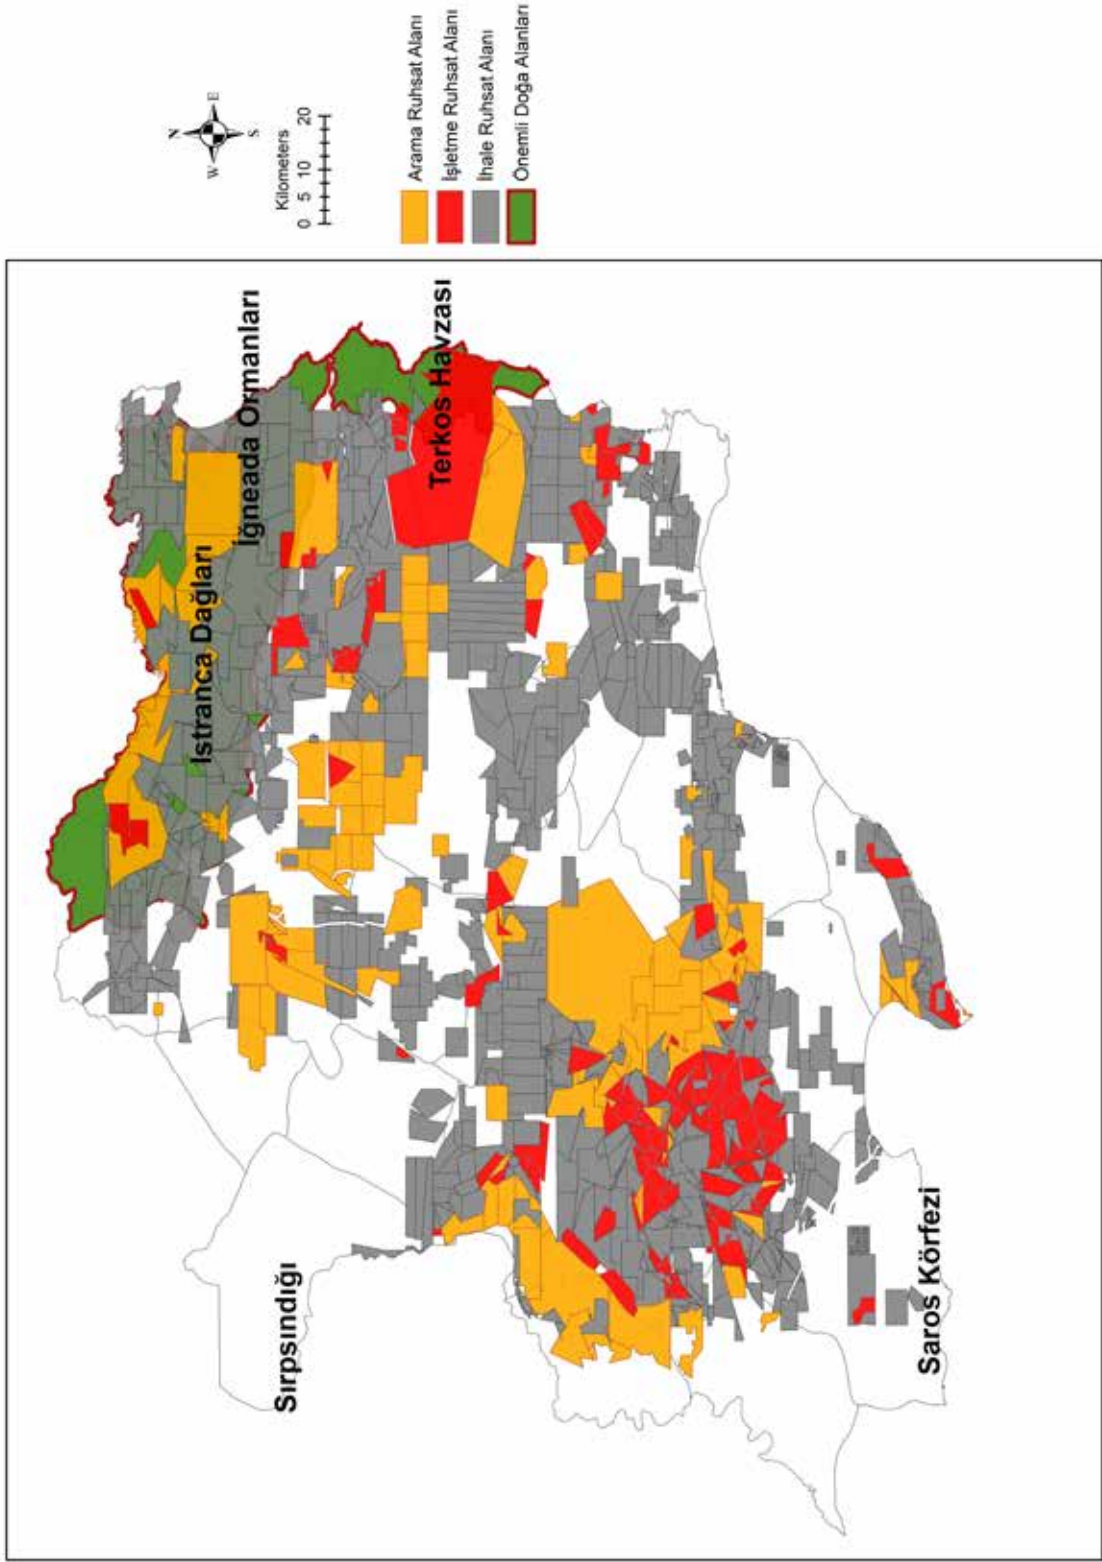 N
W
E
S
Kilometers
0 5 10 20
Arama Ruhsat Alanı
İşletme Ruhsat Alanı
İhale Ruhsat Alanı
Önemli Doğa Alanları
Istranca Dağları
İğneada Ormanları
Terkos Havzası
Sırpsındığı
Saros Körfezi